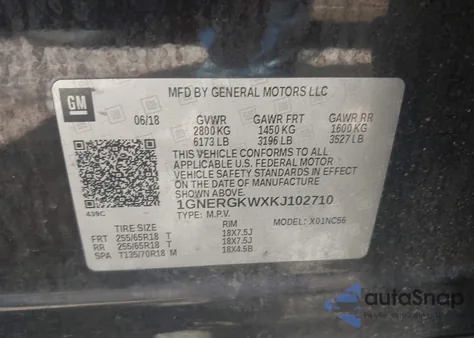 GM
MFD BY GENERAL MOTORS LLC
06/18 GVWR GAWR FRT GAWR RR
2800 KG 1450 KG 1600 KG
6173 LB 3196 LB 3527 LB
THIS VEHICLE CONFORMS TO ALL
APPLICABLE U.S. FEDERAL MOTOR
VEHICLE SAFETY STANDARDS IN EFFECT
ON THE DATE OF MANUFACTURE
SHOWN ABOVE.
1GNERGKWXKJ102710
439C TYPE: M.P.V. MODEL: X01NC56
TIRE SIZE RIM
FRT 255/65R18 T 18X7.5J
RR 255/65R18 T 18X7.5J
SPA T135/70R18 M 18X4.5B
autoSnap